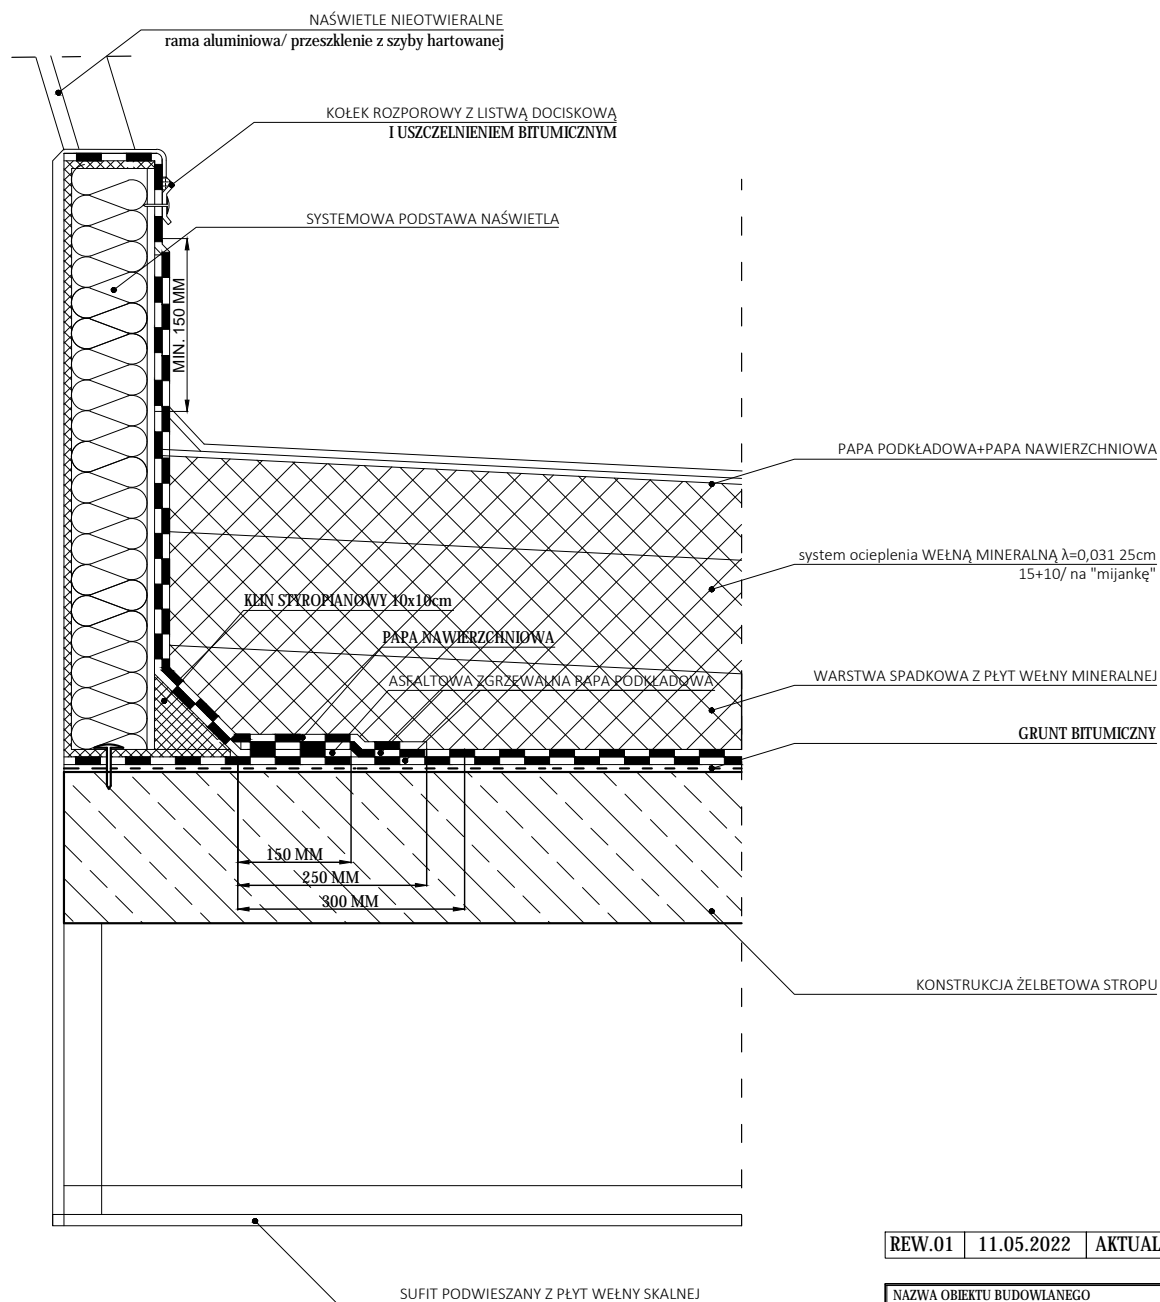 NAŚWIETLE NIEOTWIERALNE
rama aluminiowa/ przeszklenie z szyby hartowanej
KOŁEK ROZPOROWY Z LISTWĄ DOCISKOWĄ
I USZCZELNIENIEM BITUMICZNYM
SYSTEMOWA PODSTAWA NAŚWIETLA
MIN. 150 MM
PAPA PODKŁADOWA+PAPA NAWIERZCHNIOWA
system ocieplenia WEŁNĄ MINERALNĄ λ=0,031 25cm
15+10/ na "mijankę"
KLIN STYROPIANOWY 10x10cm
PAPA NAWIERZCHNIOWA
ASFALTOWA ZGRZEWALNA PAPA PODKŁADOWA
WARSTWA SPADKOWA Z PŁYT WEŁNY MINERALNEJ
GRUNT BITUMICZNY
150 MM
250 MM
300 MM
KONSTRUKCJA ŻELBETOWA STROPU
REW.01 11.05.2022 AKTUAL
SUFIT PODWIESZANY Z PŁYT WEŁNY SKALNEJ
NAZWA OBIEKTU BUDOWLANEGO